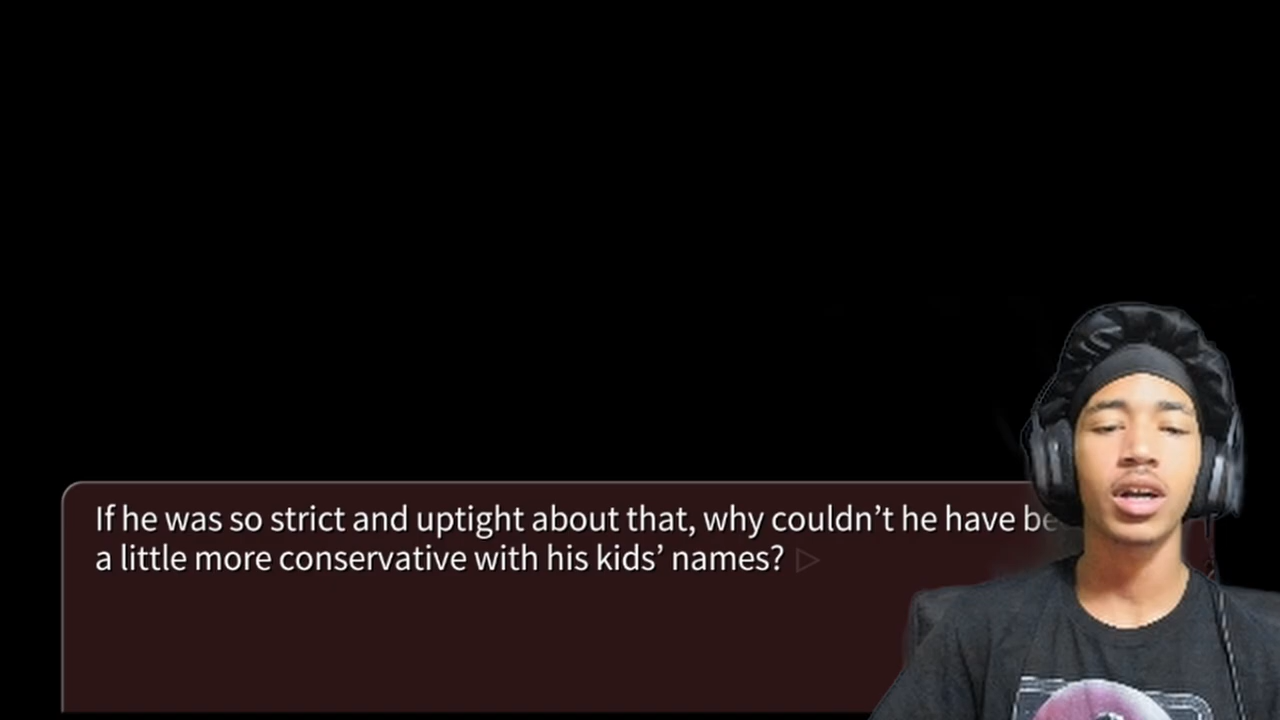 If he was so strict and uptight about that, why couldn’t he have
a little more conservative with his kids’ names?